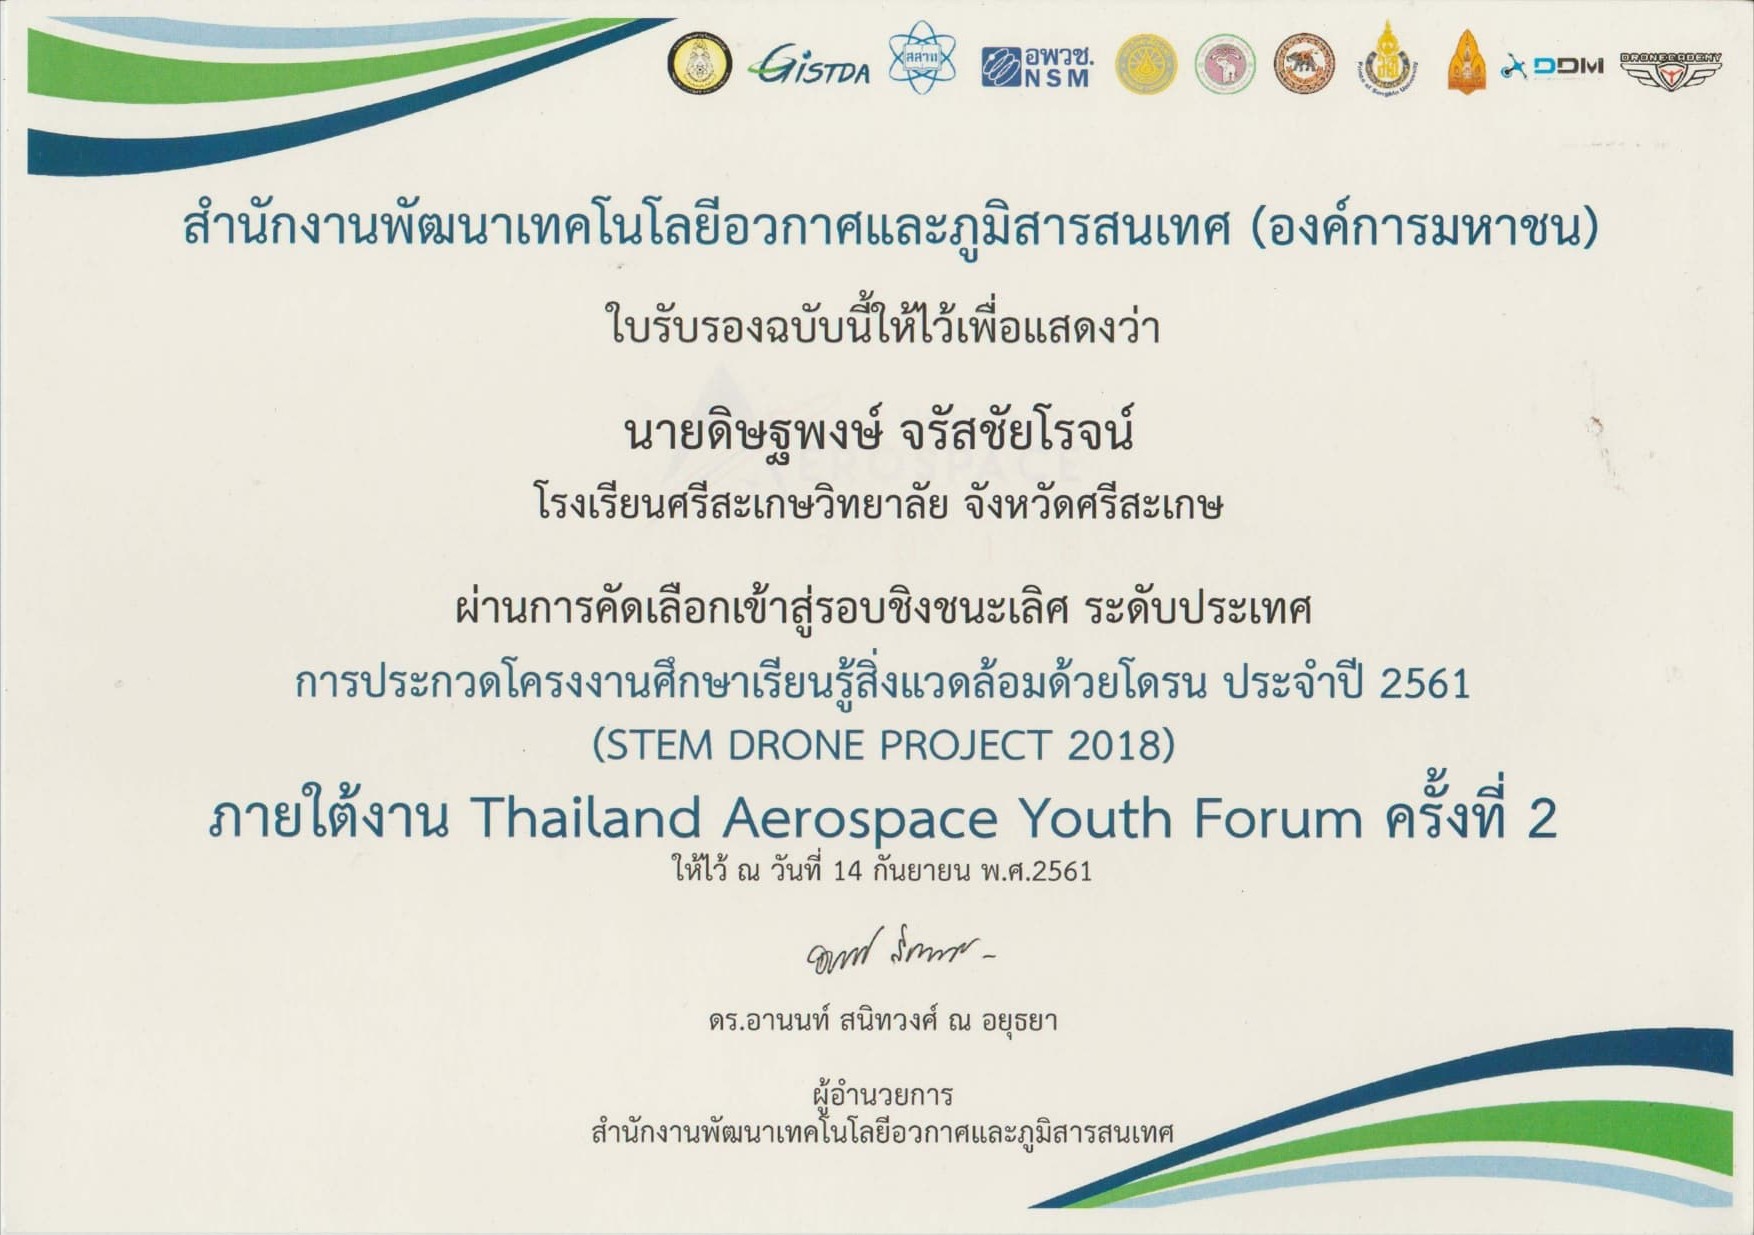 GISTDA
สสวท
อพวช.
NSM
Prince of Songkla University
DDM
DRONECADEMY
สำนักงานพัฒนาเทคโนโลยีอวกาศและภูมิสารสนเทศ (องค์การมหาชน)
ใบรับรองฉบับนี้ให้ไว้เพื่อแสดงว่า
นายดิษฐพงษ์ จรัสชัยโรจน์
โรงเรียนศรีสะเกษวิทยาลัย จังหวัดศรีสะเกษ
ผ่านการคัดเลือกเข้าสู่รอบชิงชนะเลิศ ระดับประเทศ
การประกวดโครงงานศึกษาเรียนรู้สิ่งแวดล้อมด้วยโดรน ประจำปี 2561
(STEM DRONE PROJECT 2018)
ภายใต้งาน Thailand Aerospace Youth Forum ครั้งที่ 2
ให้ไว้ ณ วันที่ 14 กันยายน พ.ศ.2561
ดร.อานนท์ สนิทวงศ์ ณ อยุธยา
ผู้อำนวยการ
สำนักงานพัฒนาเทคโนโลยีอวกาศและภูมิสารสนเทศ